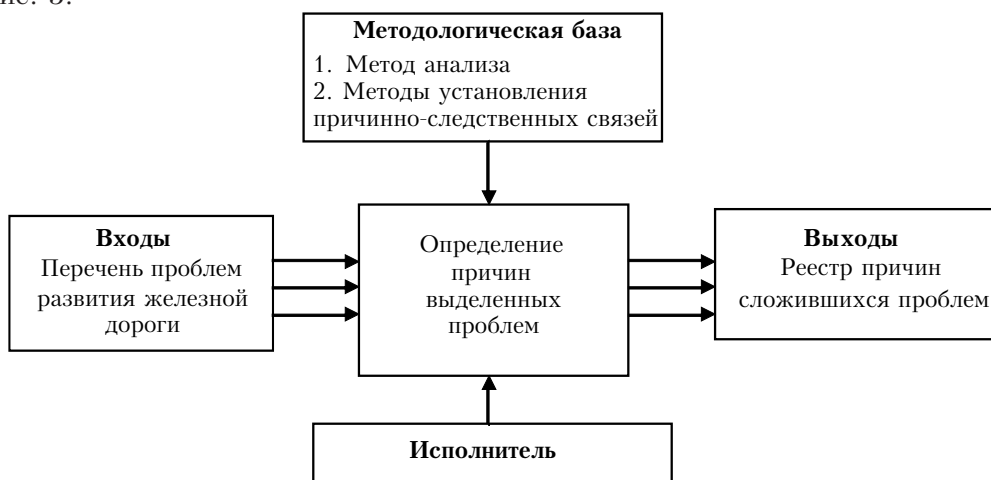 Методологическая база
1. Метод анализа
2. Методы установления
причинно-следственных связей
Входы
Перечень проблем
развития железной
дороги
Определение
причин
выделенных
проблем
Выходы
Реестр причин
сложившихся проблем
Исполнитель